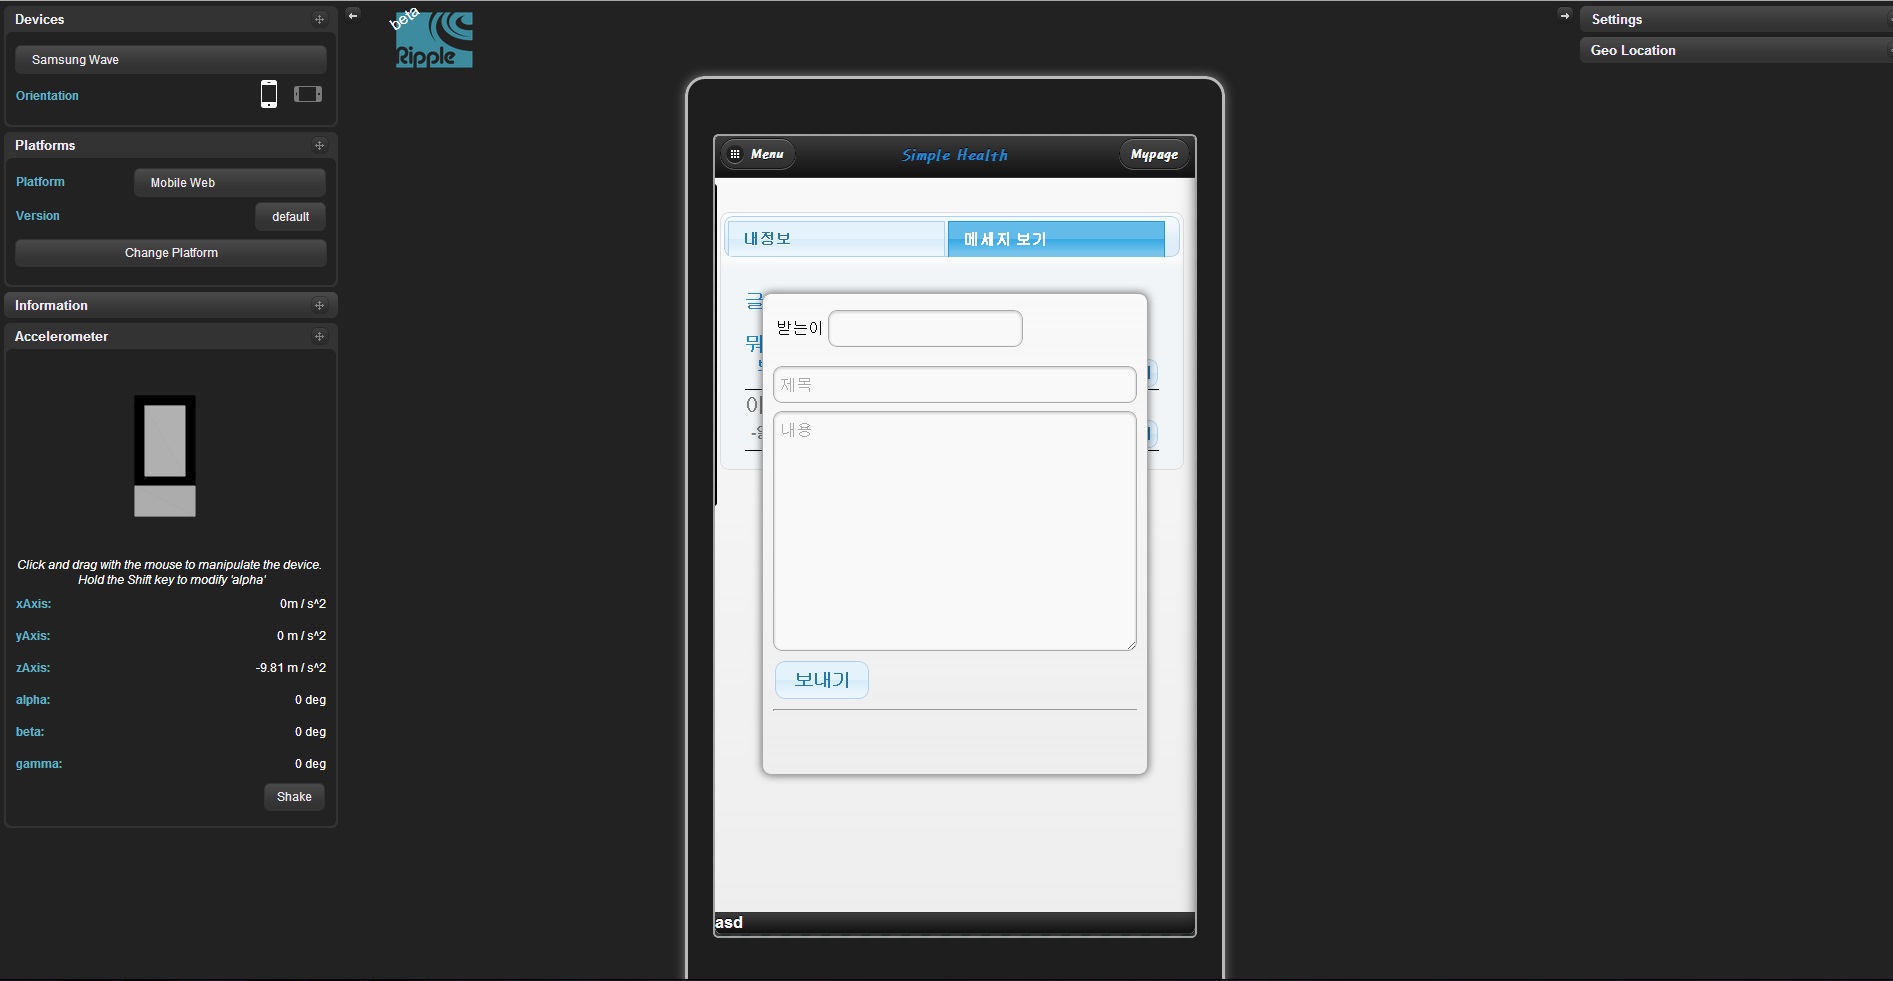 Devices
Samsung Wave
Orientation
Platforms
Platform
Mobile Web
Version
default
Change Platform
Information
Accelerometer
Click and drag with the mouse to manipulate the device.
Hold the Shift key to modify 'alpha'
xAxis:
0m / s^2
yAxis:
0 m / s^2
zAxis:
-9.81 m / s^2
alpha:
0 deg
beta:
0 deg
gamma:
0 deg
Shake
beta
Ripple
Menu
Simple Health
Mypage
내정보
메세지 보기
글
뭐
받는이
제목
내용
보내기
asd
Settings
Geo Location